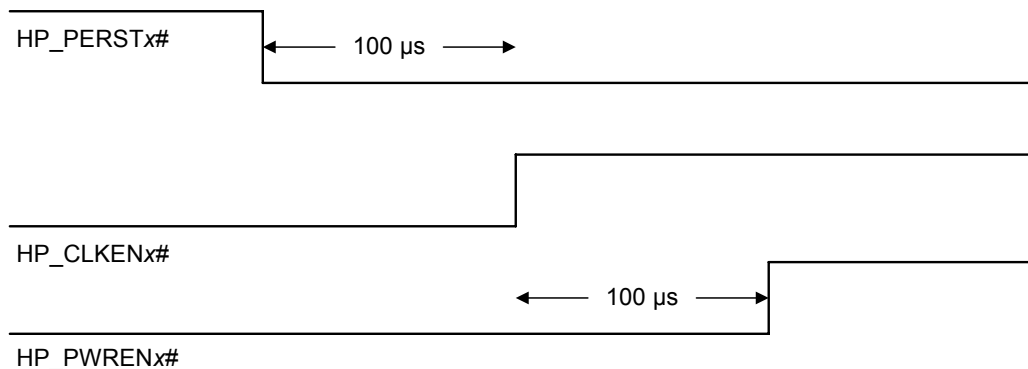 HP_PERSTx#
100 µs
HP_CLKENx#
100 µs
HP_PWRENx#